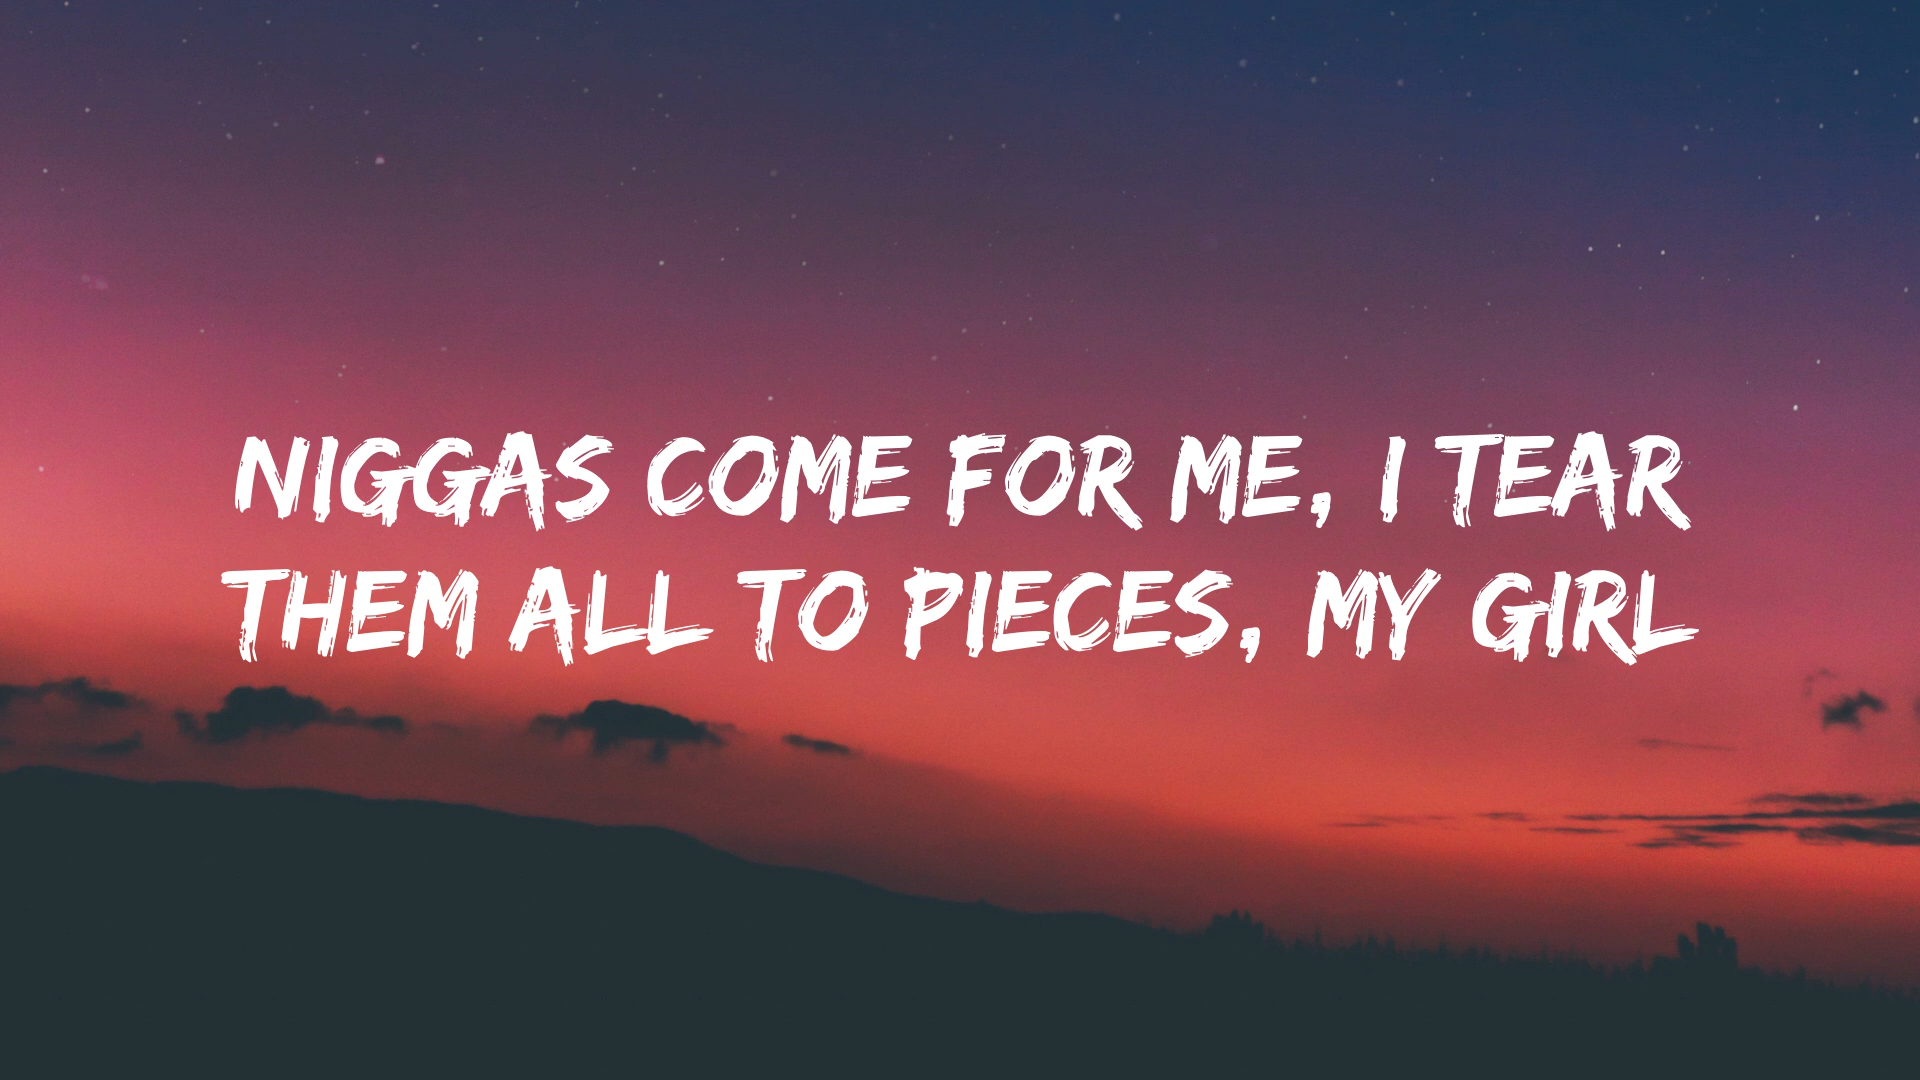 NIGGAS COME FOR ME, I TEAR
THEM ALL TO PIECES, MY GIRL